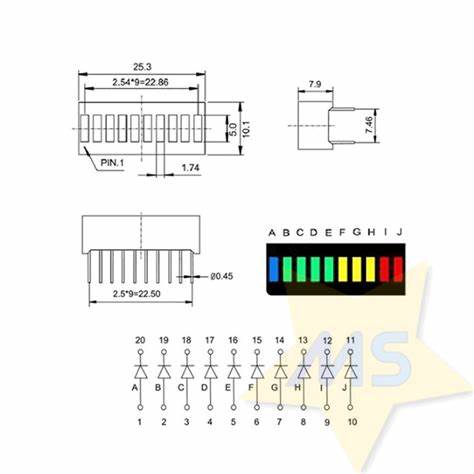 25.3
2.54*9=22.86
7.9
5.0
10.1
7.46
PIN.1
1.74
A B C D E F G H I J
Ø0.45
2.5*9=22.50
20 19 18 17 16 15 14 13 12 11
A B C D E F G H I J
1 2 3 4 5 6 7 8 9 10
MS